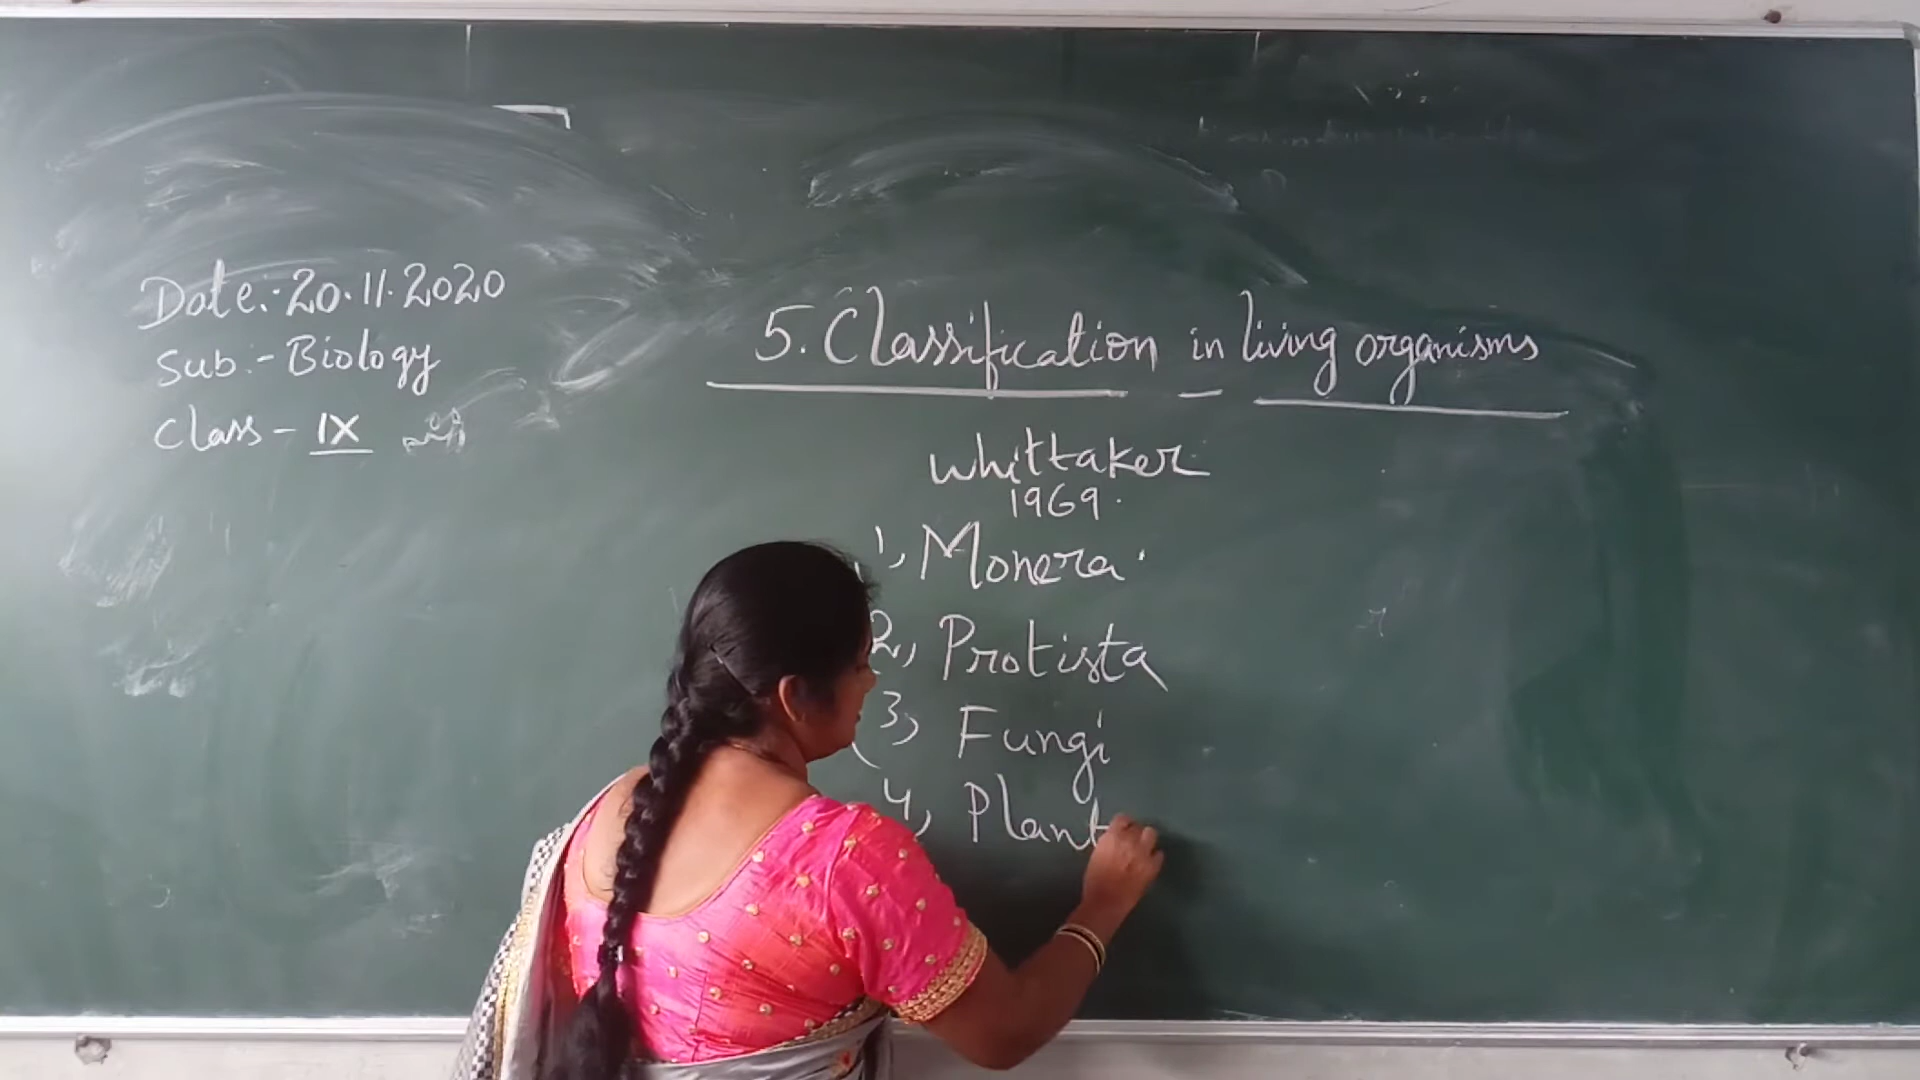 Date:-20.11.2020
Sub:-Biology
Class-IX
5. Classification in living organisms
Whittaker
1969.
1, Monera
2, Protista
3, Fungi
4, Plant